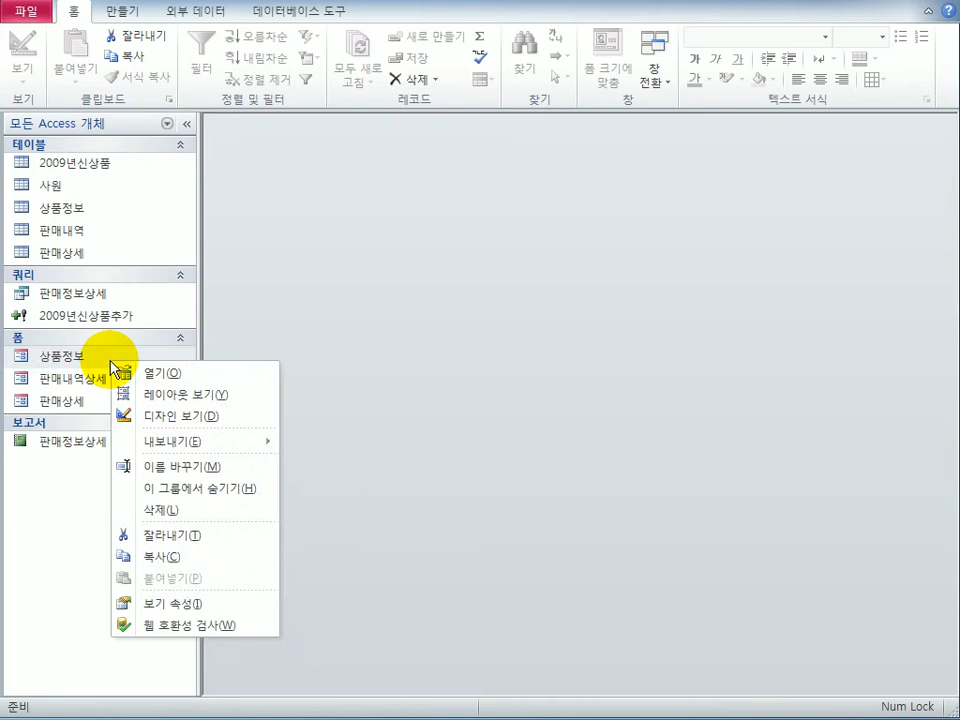 파일 홈 만들기 외부 데이터 데이터베이스 도구
보기 붙여넣기 잘라내기 복사 서식 복사
필터 오름차순 내림차순 정렬 제거
모두 새로 고침 새로 만들기 저장 삭제
찾기 폼 크기에 맞춤 창 전환
가 가 가
가
보기 클립보드 정렬 및 필터 레코드 찾기 창 텍스트 서식
모든 Access 개체
테이블
2009년신상품
사원
상품정보
판매내역
판매상세
쿼리
판매정보상세
2009년신상품추가
폼
상품정보
판매내역상세
판매상세
보고서
판매정보상세
열기(O)
레이아웃 보기(Y)
디자인 보기(D)
내보내기(E)
이름 바꾸기(M)
이 그룹에서 숨기기(H)
삭제(L)
잘라내기(T)
복사(C)
붙여넣기(P)
보기 속성(I)
웹 호환성 검사(W)
준비 Num Lock